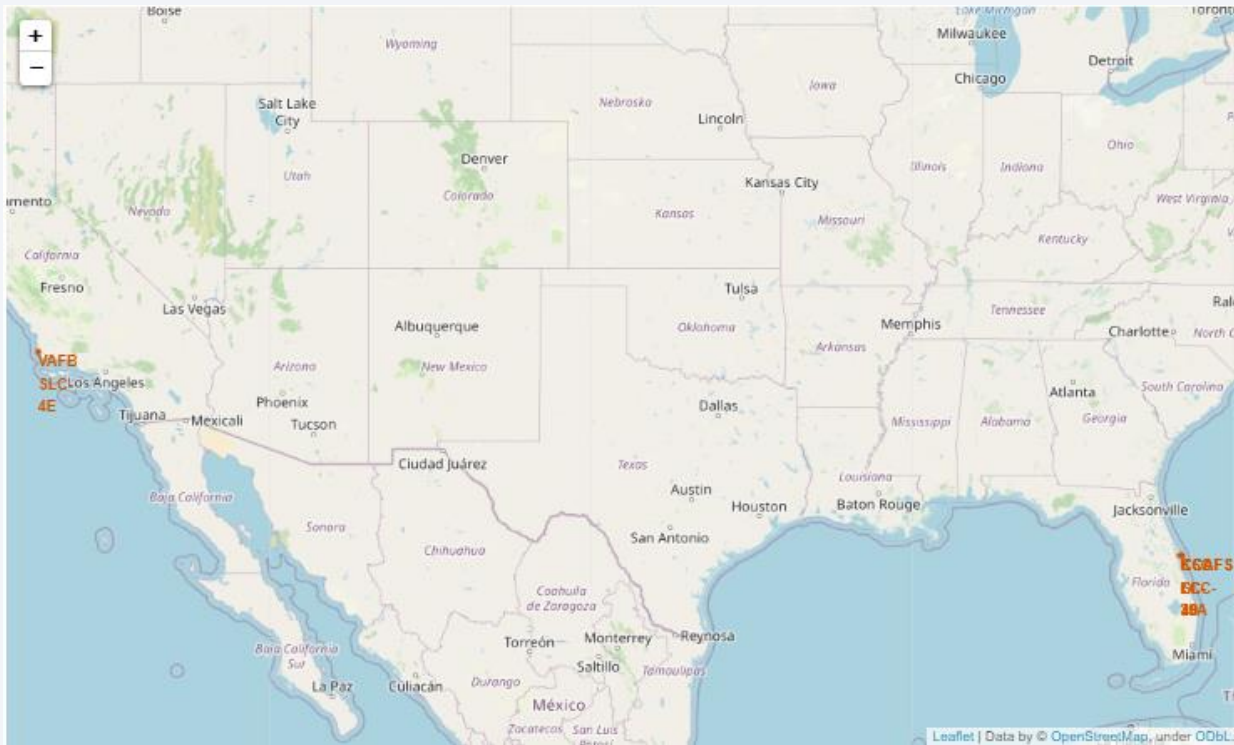 Boise
Lake Michigan
Toront
+
Wyoming
Milwaukee
Detroit
−
Chicago
Iowa
Salt Lake
City
Nebraska
Lincoln
Ohio
Denver
Illinois
Indiana
Utah
Kansas City
Colorado
West Virginia
amento
Nevada
Kansas
Missouri
Kentucky
California
Fresno
Tulsa
Las Vegas
Ral
Tennessee
Albuquerque
Oklahoma
Memphis
Charlotte
North C
Arkansas
VAFB
SLC-
4E
Los Angeles
Arizona
New Mexico
South Carolina
Atlanta
Phoenix
Dallas
Tijuana
Mexicali
Tucson
Mississippi
Alabama
Georgia
Ciudad Juárez
Texas
Louisiana
Austin
Baja California
Houston
Baton Rouge
Jacksonville
Sonora
San Antonio
Chihuahua
Florida
Coahuila
de Zaragoza
Torreón
Monterrey
Reynosa
Baja California
Sur
Saltillo
Miami
Tamaulipas
La Paz
Culiacán
Durango
México
Zacatecas
San Luis
Leaflet | Data by © OpenStreetMap, under ODbL.